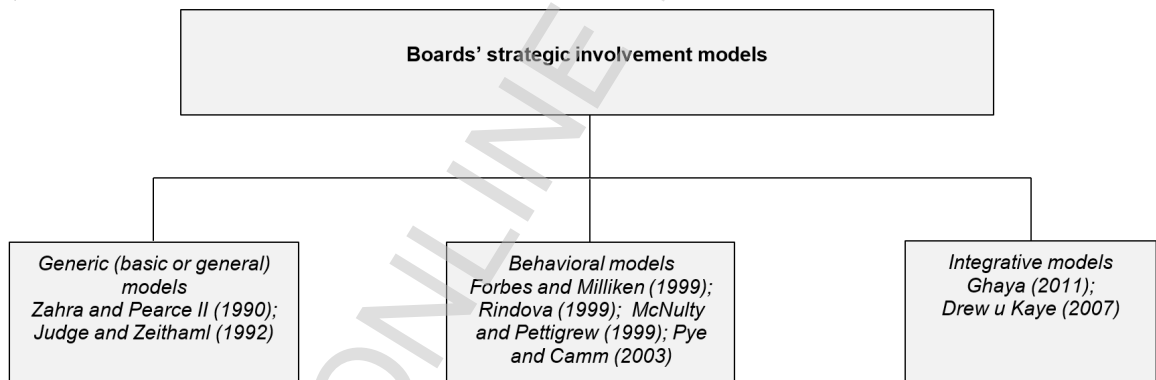 Boards’ strategic involvement models
Generic (basic or general)
models
Zahra and Pearce II (1990);
Judge and Zeithaml (1992)
Behavioral models
Forbes and Milliken (1999);
Rindova (1999); McNulty
and Pettigrew (1999); Pye
and Camm (2003)
Integrative models
Ghaya (2011);
Drew u Kaye (2007)
ONLINE